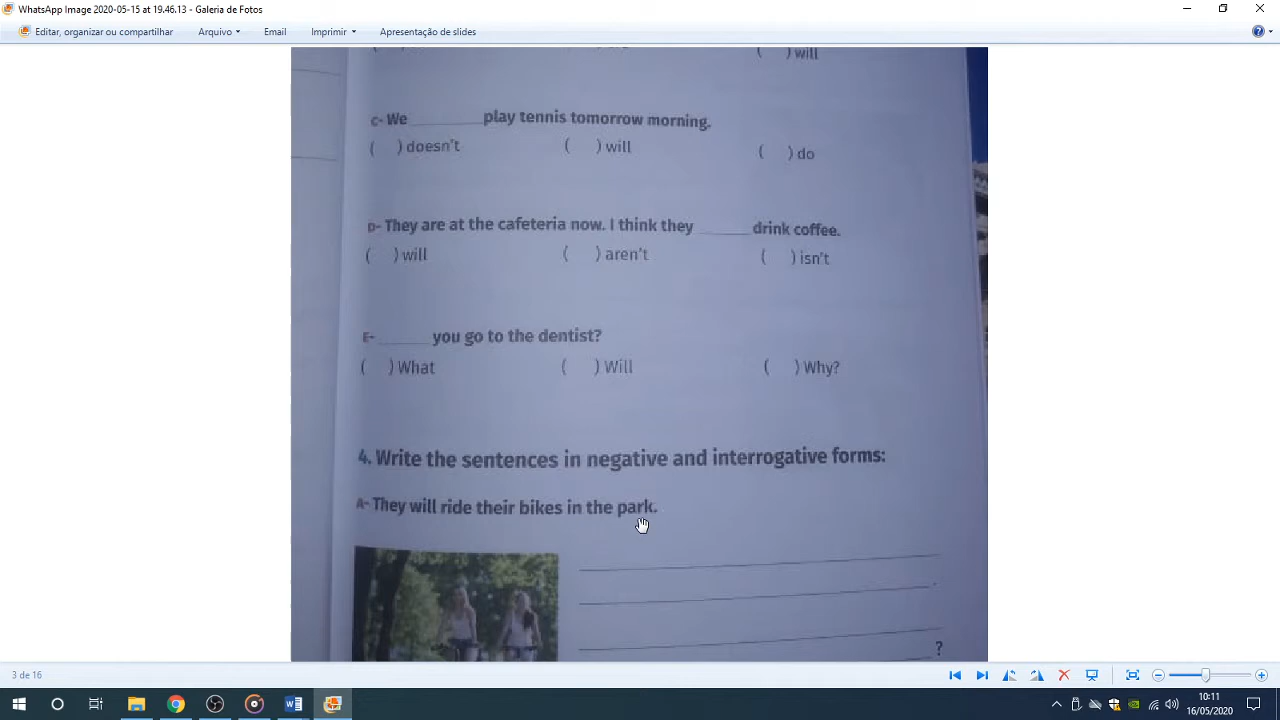 WhatsApp Image 2020-05-15 at 19.46.13 - Galeria de Fotos
Editar, organizar ou compartilhar Arquivo Email Imprimir Apresentação de slides
( ) will
C- We ______ play tennis tomorrow morning.
( ) doesn't ( ) will ( ) do
D- They are at the cafeteria now. I think they ______ drink coffee.
( ) will ( ) aren't ( ) isn't
E- ______ you go to the dentist?
( ) What ( ) Will ( ) Why?
4. Write the sentences in negative and interrogative forms:
A- They will ride their bikes in the park.
.
?
3 de 16
10:11
16/05/2020